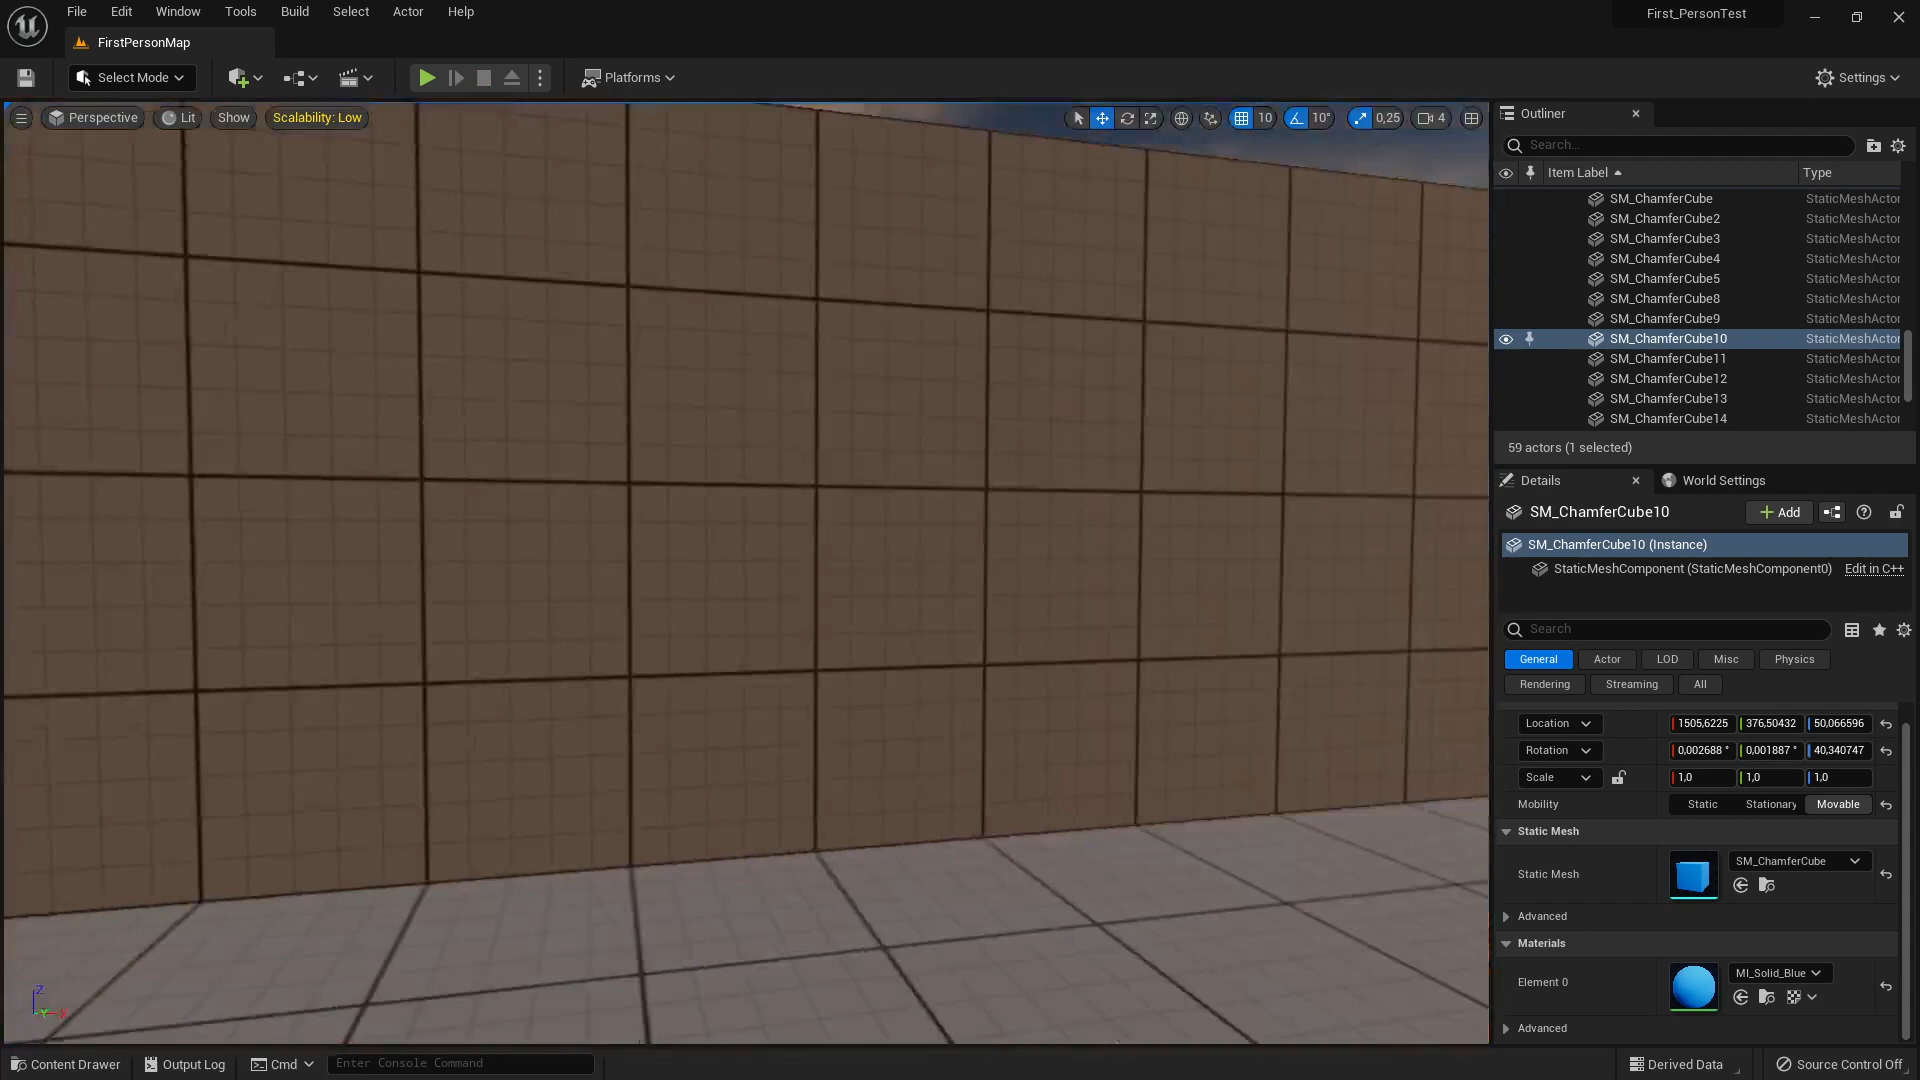 File Edit Window Tools Build Select Actor Help
First_PersonTest
FirstPersonMap
Select Mode
Platforms
Settings
Perspective Lit Show Scalability: Low
10 10° 0,25 4
Outliner
Search...
Item Label Type
SM_ChamferCube StaticMeshActor
SM_ChamferCube2 StaticMeshActor
SM_ChamferCube3 StaticMeshActor
SM_ChamferCube4 StaticMeshActor
SM_ChamferCube5 StaticMeshActor
SM_ChamferCube8 StaticMeshActor
SM_ChamferCube9 StaticMeshActor
SM_ChamferCube10 StaticMeshActor
SM_ChamferCube11 StaticMeshActor
SM_ChamferCube12 StaticMeshActor
SM_ChamferCube13 StaticMeshActor
SM_ChamferCube14 StaticMeshActor
59 actors (1 selected)
Details World Settings
SM_ChamferCube10 Add
SM_ChamferCube10 (Instance)
StaticMeshComponent (StaticMeshComponent0) Edit in C++
Search
General Actor LOD Misc Physics
Rendering Streaming All
Location 1505,6225 376,50432 50,066596
Rotation 0,002688 ° 0,001887 ° 40,340747
Scale 1,0 1,0 1,0
Mobility Static Stationary Movable
Static Mesh
SM_ChamferCube
Static Mesh
Advanced
Materials
MI_Solid_Blue
Element 0
Advanced
Z
Y X
Content Drawer Output Log Cmd Enter Console Command Derived Data Source Control Off